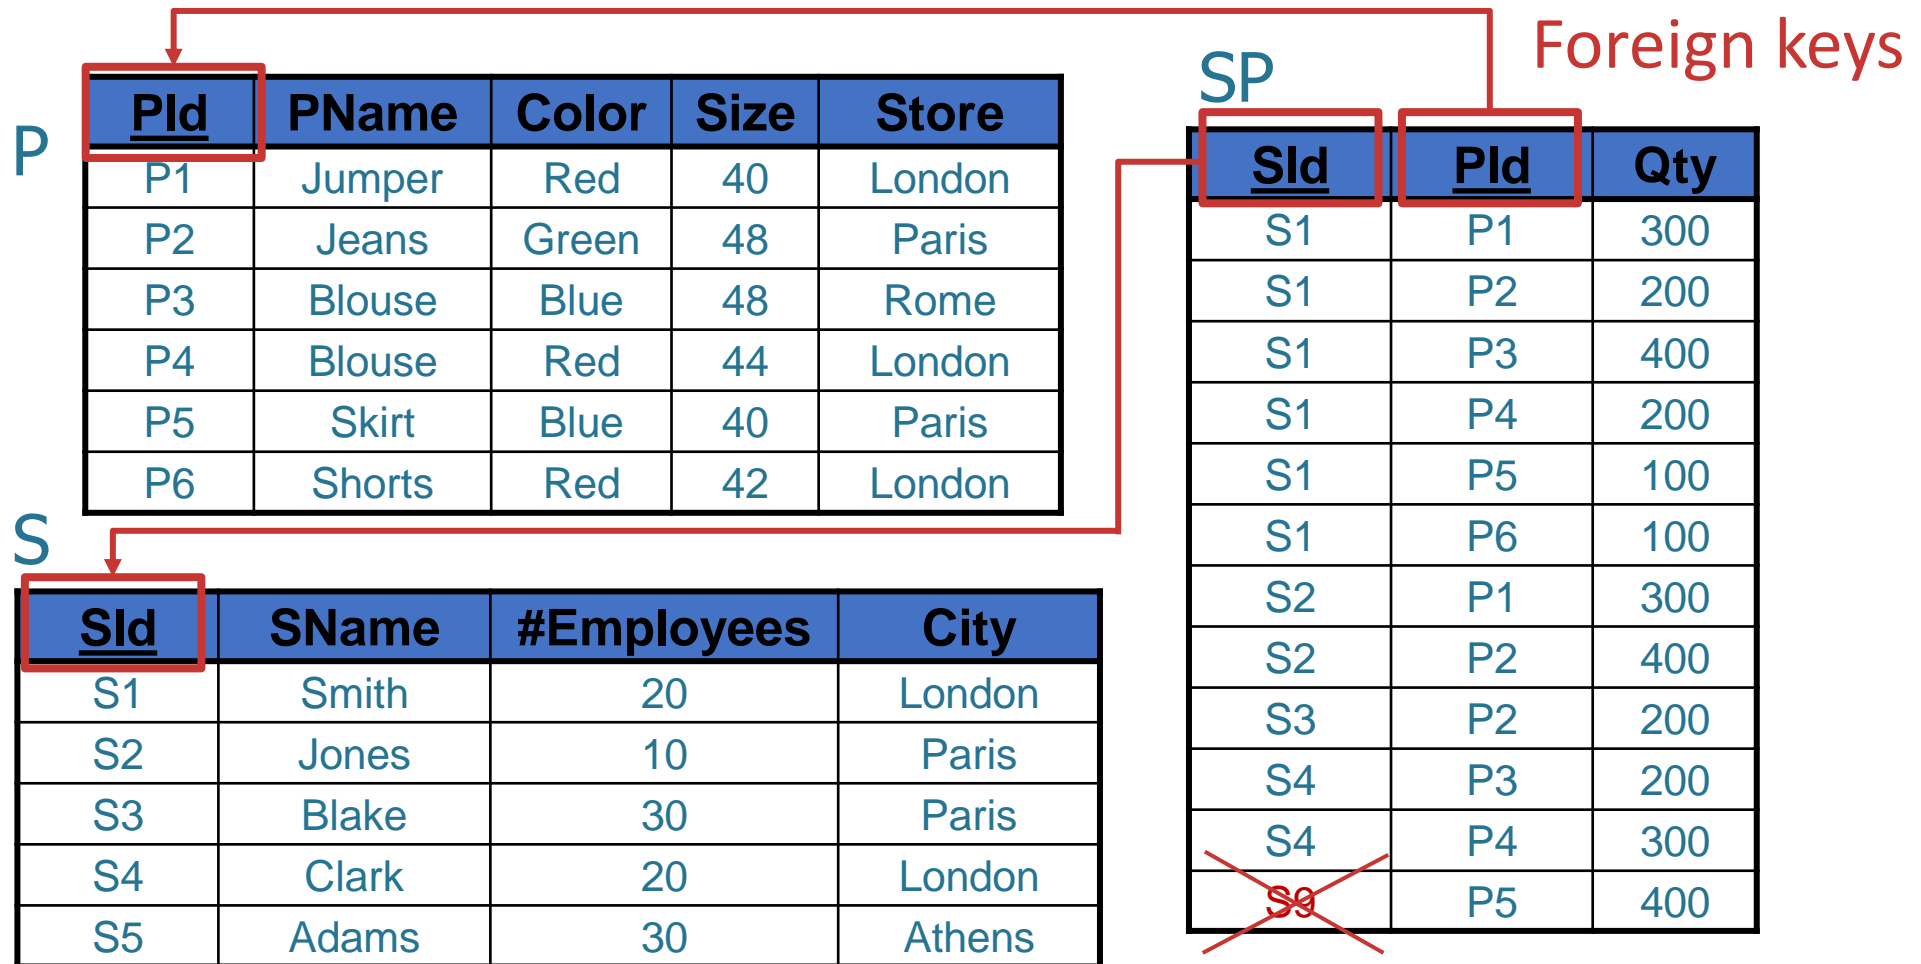 Foreign keys
P
PId PName Color Size Store
P1 Jumper Red 40 London
P2 Jeans Green 48 Paris
P3 Blouse Blue 48 Rome
P4 Blouse Red 44 London
P5 Skirt Blue 40 Paris
P6 Shorts Red 42 London
S
SId SName #Employees City
S1 Smith 20 London
S2 Jones 10 Paris
S3 Blake 30 Paris
S4 Clark 20 London
S5 Adams 30 Athens
SP
SId PId Qty
S1 P1 300
S1 P2 200
S1 P3 400
S1 P4 200
S1 P5 100
S1 P6 100
S2 P1 300
S2 P2 400
S3 P2 200
S4 P3 200
S4 P4 300
S9 P5 400